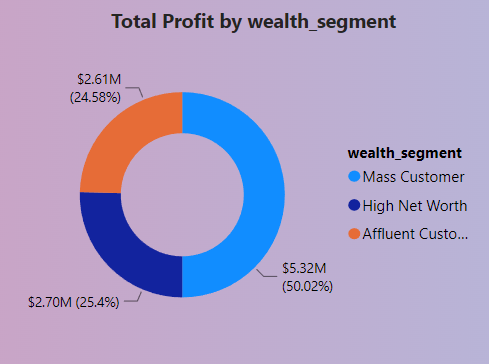 Total Profit by wealth_segment
$2.61M
(24.58%)
wealth_segment
Mass Customer
High Net Worth
Affluent Custo...
$5.32M
(50.02%)
$2.70M (25.4%)